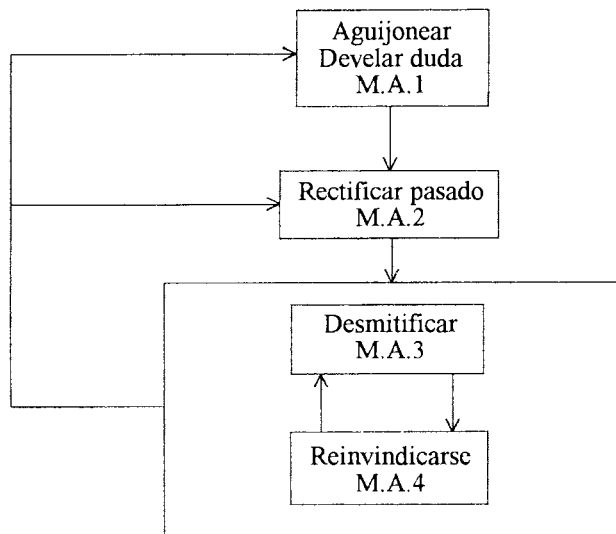 Aguijonear
Develar duda
M.A.1
Rectificar pasado
M.A.2
Desmitificar
M.A.3
Reinvindicarse
M.A.4